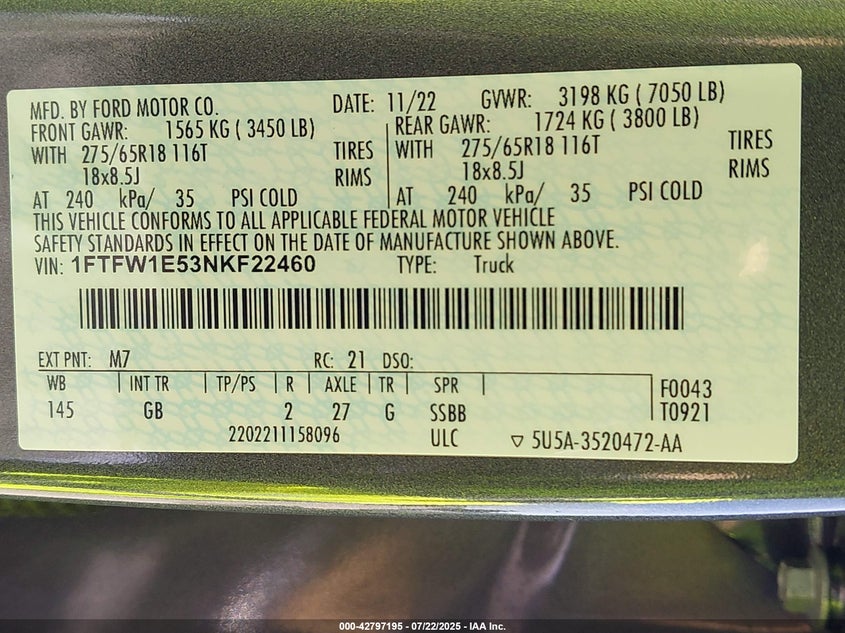 MFD. BY FORD MOTOR CO. DATE: 11/22 GVWR: 3198 KG ( 7050 LB)
FRONT GAWR: 1565 KG ( 3450 LB) REAR GAWR: 1724 KG ( 3800 LB)
WITH 275/65R18 116T TIRES WITH 275/65R18 116T TIRES
18x8.5J RIMS 18x8.5J RIMS
AT 240 kPa/ 35 PSI COLD AT 240 kPa/ 35 PSI COLD
THIS VEHICLE CONFORMS TO ALL APPLICABLE FEDERAL MOTOR VEHICLE
SAFETY STANDARDS IN EFFECT ON THE DATE OF MANUFACTURE SHOWN ABOVE.
VIN: 1FTFW1E53NKF22460 TYPE: Truck
EXT PNT: M7 RC: 21 DSO:
WB INT TR TP/PS R AXLE TR SPR F0043
145 GB 2 27 G SSBB T0921
2202211158096 ULC ▽ 5U5A-3520472-AA
000-42797195 - 07/22/2025 - IAA Inc.